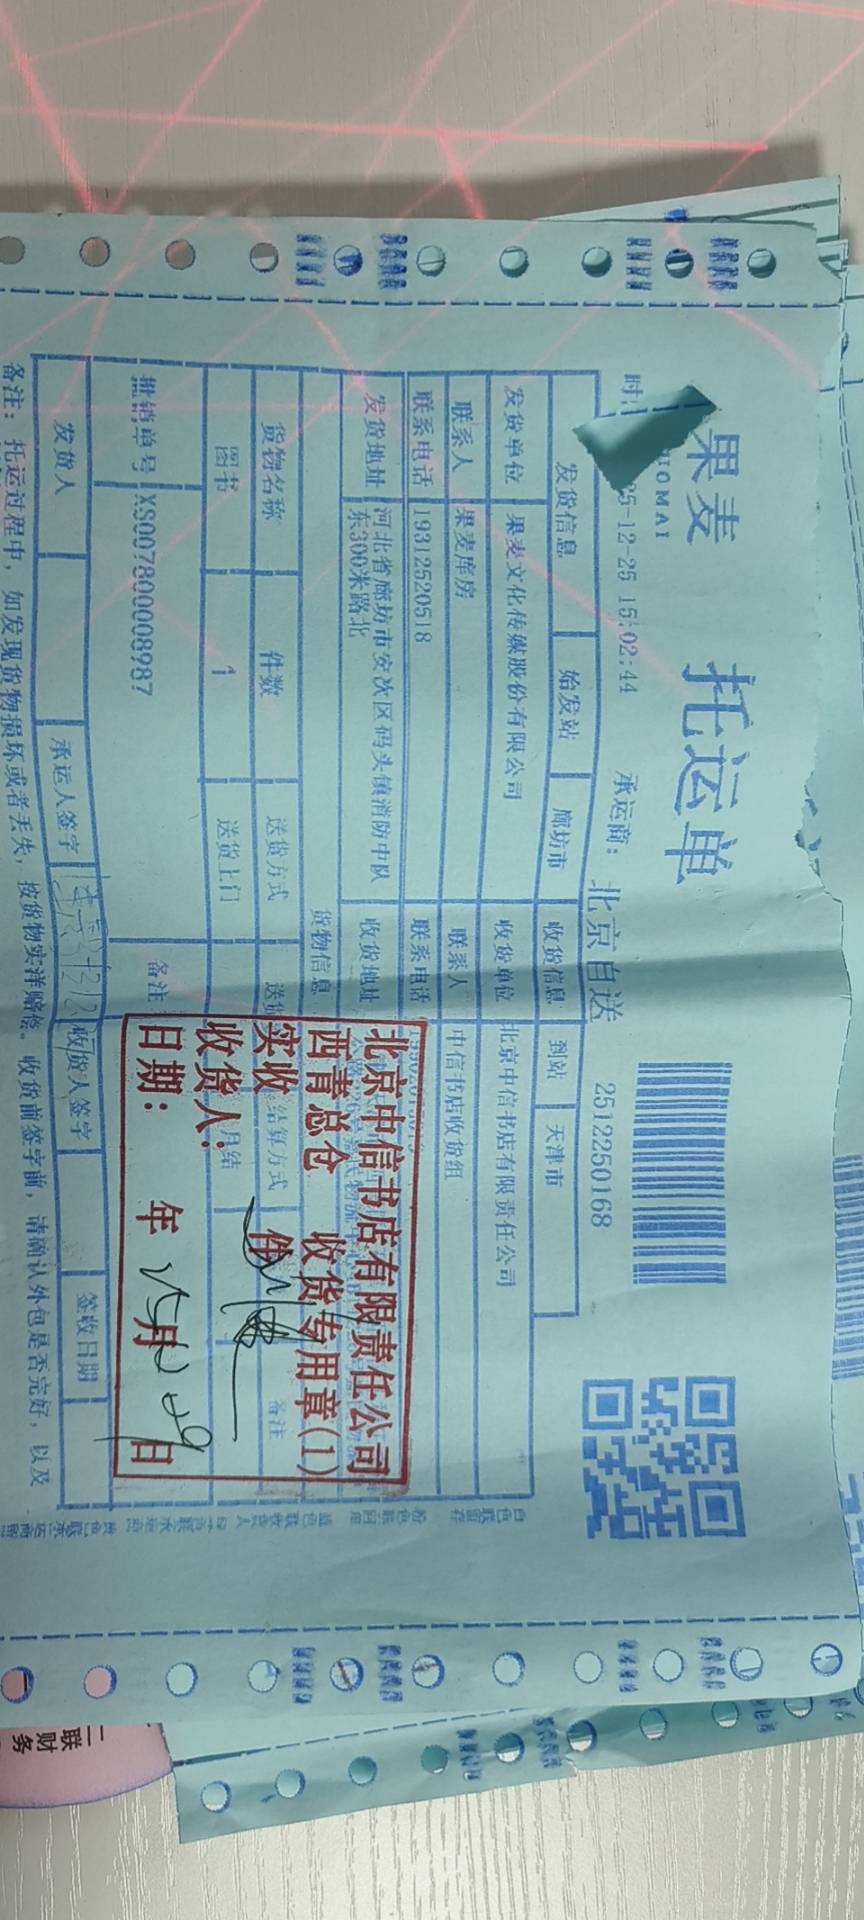 果麦 托运单
25-12-25 15:02:44 承运商： 北京自送 2512250168
发货信息 始发站 廊坊市 收货信息 到站 天津市
发货单位 果麦文化传媒股份有限公司 收货单位 北京中信书店有限责任公司
联系人 果麦库房 联系人 中信书店收货组
联系电话 19312520518 联系电话
发货地址 河北省廊坊市安次区码头镇消防中队
东300米路北 收货地址
货物信息
货物名称 件数 送货方式 结算方式 备注
图书 1 送货上门 月结
批销单号 XS007800008987 备注
发货人 承运人签字 收货人签字 签收日期
备注：托运过程中，如发现货物损坏或者丢失，按货物实洋赔偿。收货前签字前，请确认外包是否完好，以及
北京中信书店有限责任公司
西青总仓 收货专用章(1)
实收 件
收货人：
日期： 年 月 29日
二联
财务